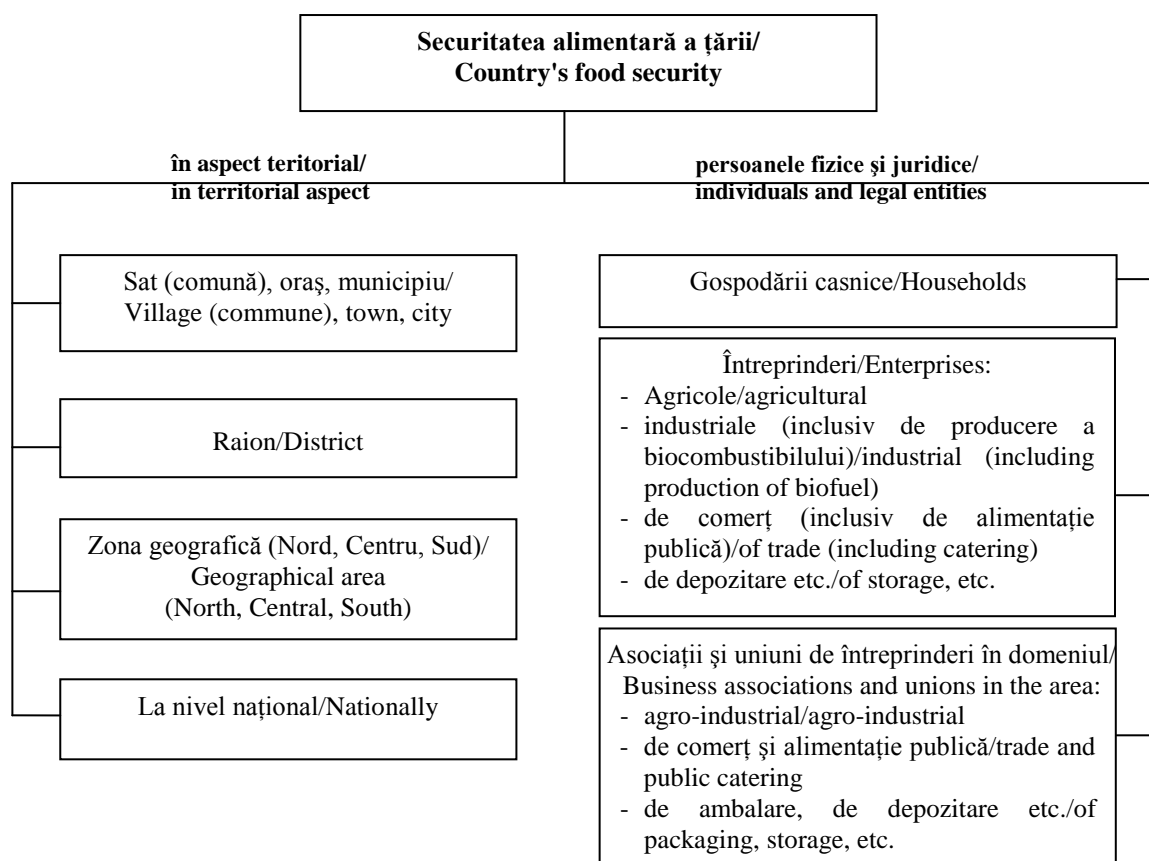 Securitatea alimentară a țării/
Country's food security
în aspect teritorial/
in territorial aspect
persoanele fizice şi juridice/
individuals and legal entities
Sat (comună), oraş, municipiu/
Village (commune), town, city
Raion/District
Zona geografică (Nord, Centru, Sud)/
Geographical area
(North, Central, South)
La nivel național/Nationally
Gospodării casnice/Households
Întreprinderi/Enterprises:
- Agricole/agricultural
- industriale (inclusiv de producere a
biocombustibilului)/industrial (including
production of biofuel)
- de comerț (inclusiv de alimentație
publică)/of trade (including catering)
- de depozitare etc./of storage, etc.
Asociații şi uniuni de întreprinderi în domeniul/
Business associations and unions in the area:
- agro-industrial/agro-industrial
- de comerț şi alimentație publică/trade and
public catering
- de ambalare, de depozitare etc./of
packaging, storage, etc.